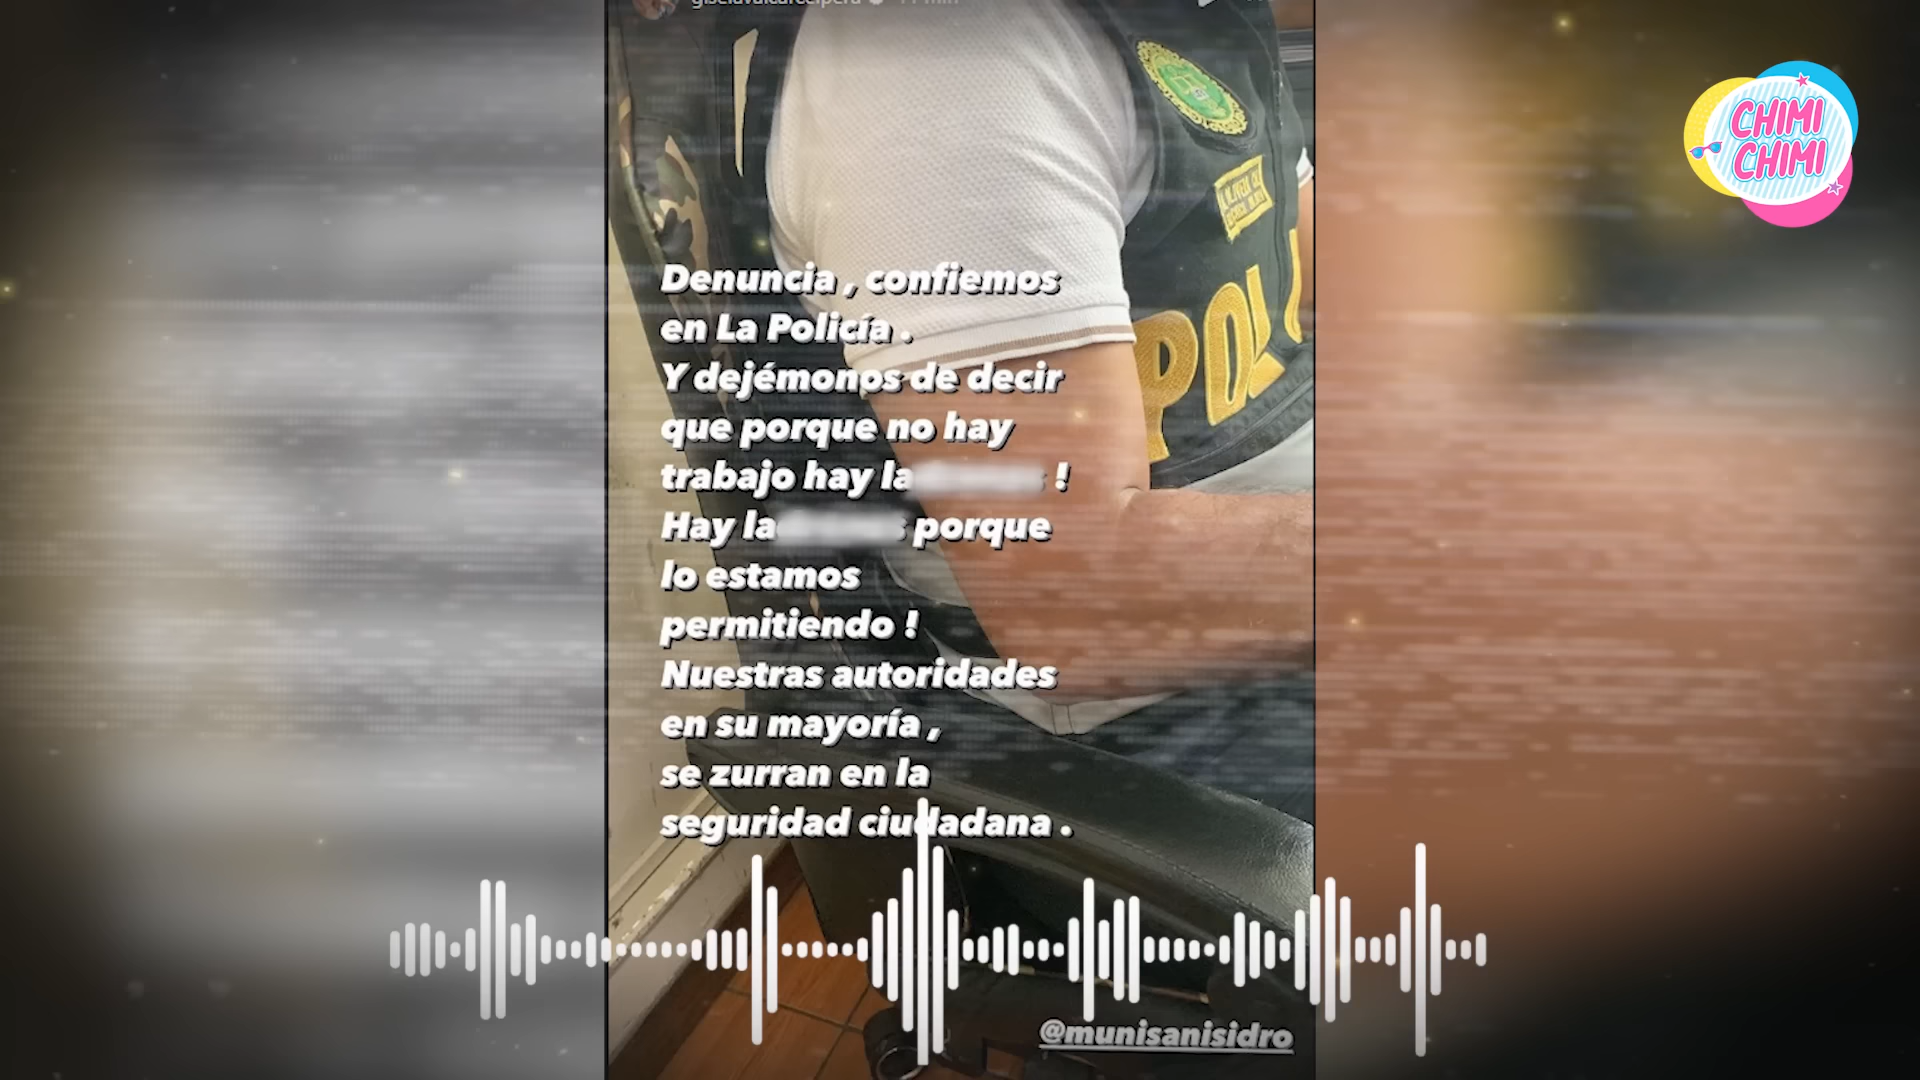 CHIMI
CHIMI
POL
Denuncia , confiemos
en La Policía .
Y dejémonos de decir
que porque no hay
trabajo hay la !
Hay la porque
lo estamos
permitiendo !
Nuestras autoridades
en su mayoría ,
se zurran en la
seguridad ciudadana .
@munisanisidro